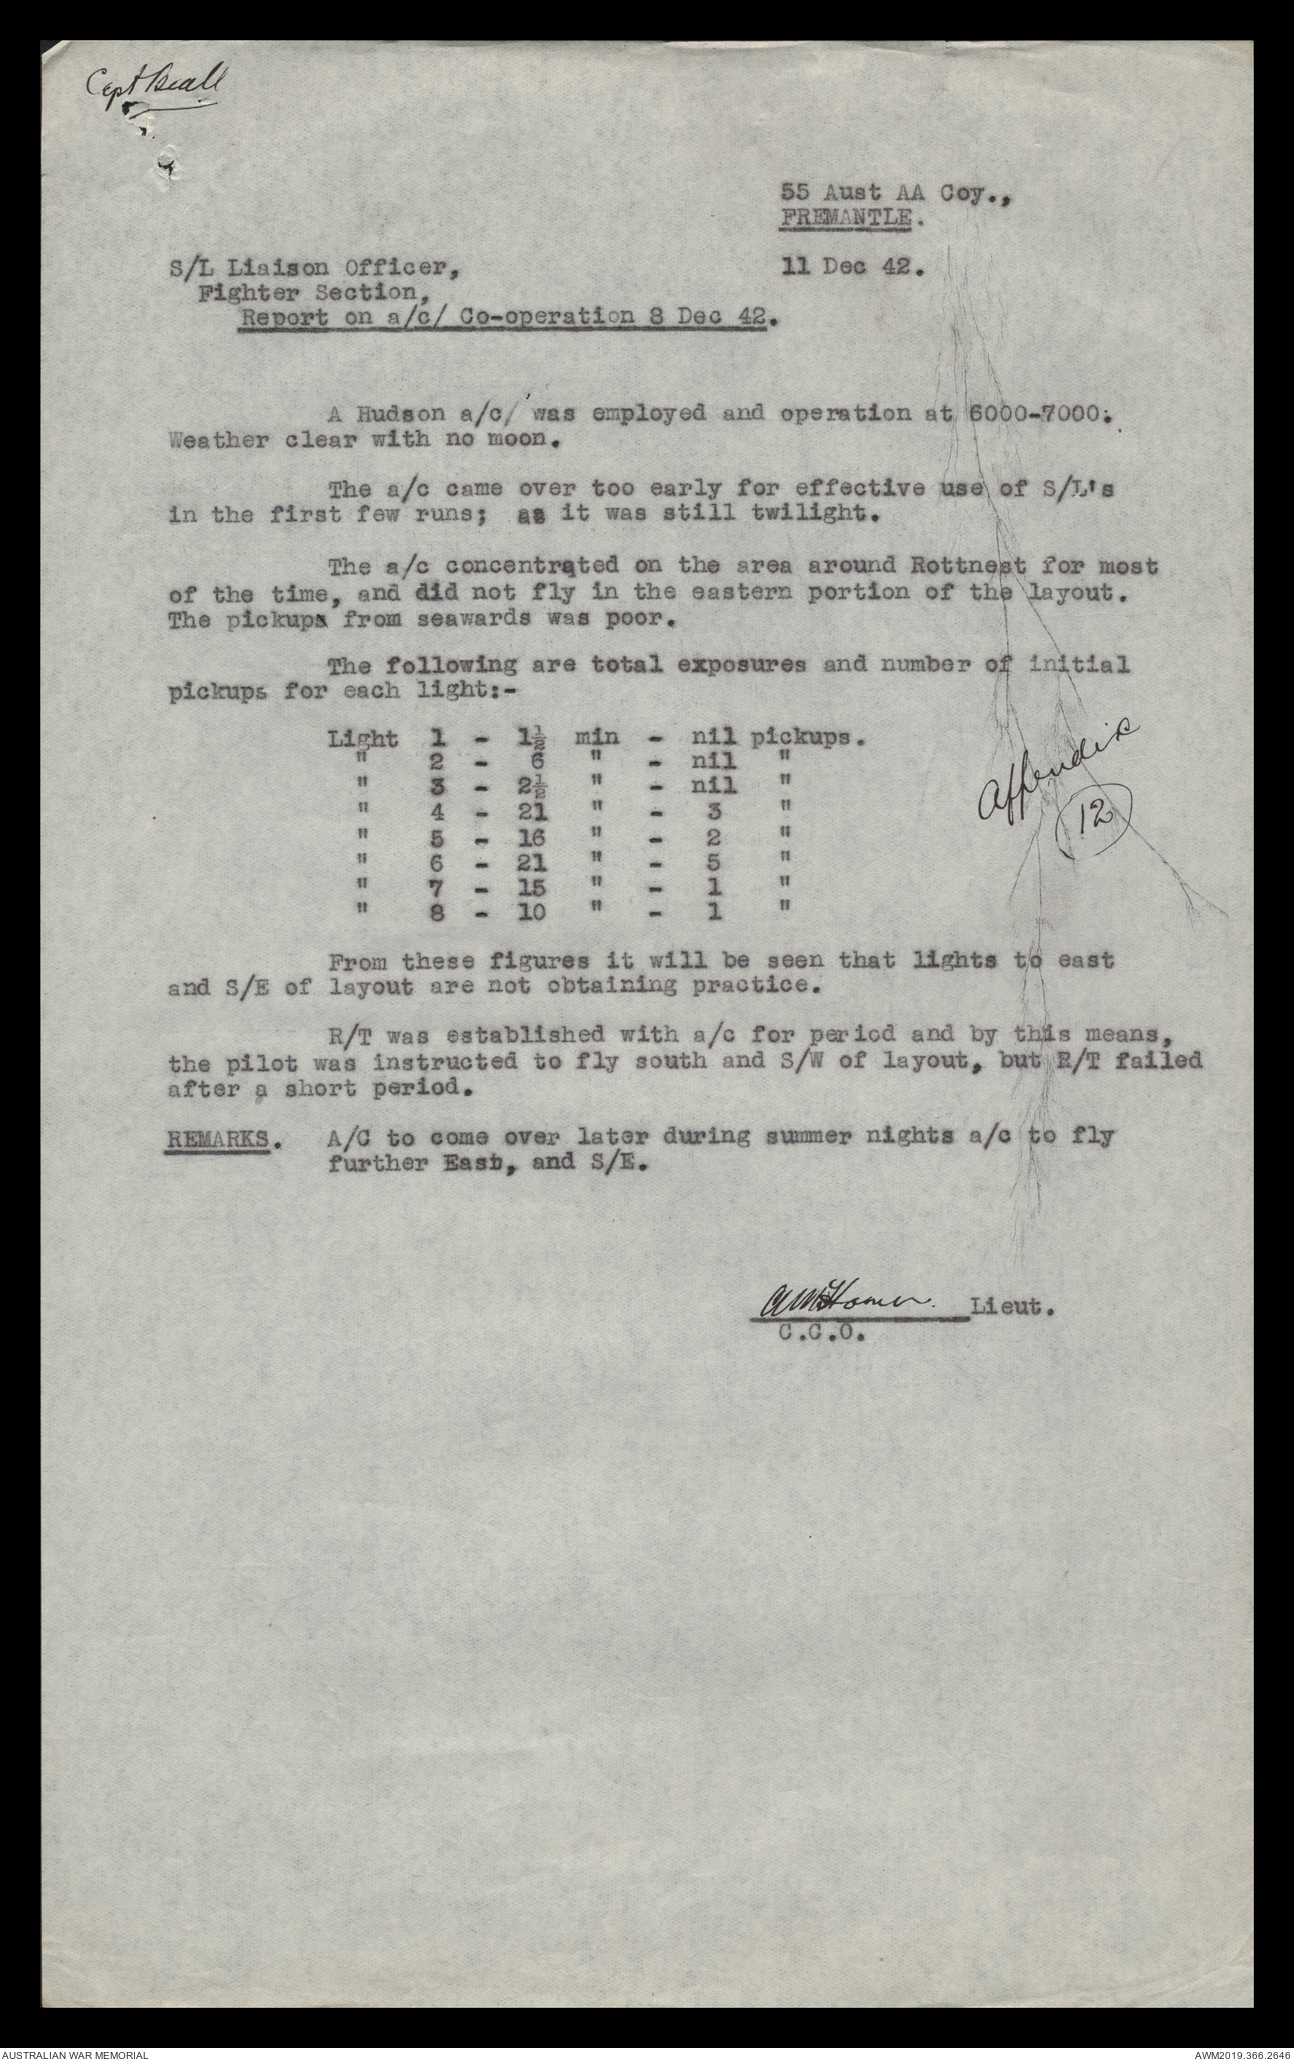 Capt Beall
55 Aust AA Coy.,
FREMANTLE.
S/L Liaison Officer,
11 Dec 42.
Fighter Section,
Report on a/c/ Co-operation 8 Dec 42.
A Hudson a/c/ was employed and operation at 6000-7000.
Weather clear with no moon.
The a/c came over too early for effective use of S/L's
in the first few runs; as it was still twilight.
The a/c concentrated on the area around Rottnest for most
of the time, and did not fly in the eastern portion of the layout.
The pickups from seawards was poor.
The following are total exposures and number of initial
pickups for each light:-
Light 1 - 1½ min - nil pickups.
" 2 - 6 " - nil "
" 3 - 2½ " - nil "
" 4 - 21 " - 3 "
" 5 - 16 " - 2 "
" 6 - 21 " - 5 "
" 7 - 15 " - 1 "
" 8 - 10 " - 1 "
Appendix
12
From these figures it will be seen that lights to east
and S/E of layout are not obtaining practice.
R/T was established with a/c for period and by this means,
the pilot was instructed to fly south and S/W of layout, but R/T failed
after a short period.
REMARKS. A/C to come over later during summer nights a/c to fly
further East, and S/E.
Lieut.
C.C.O.
AUSTRALIAN WAR MEMORIAL
AWM2019.366.2646